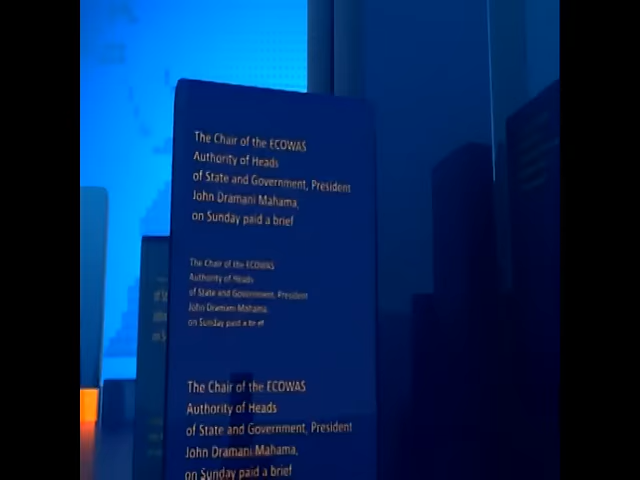 The Chair of the ECOWAS
Authority of Heads
of State and Government, President
John Dramani Mahama,
on Sunday paid a brief
The Chair of the ECOWAS
Authority of Heads
of State and Government, President
John Dramani Mahama,
on Sunday paid a brief
The Chair of the ECOWAS
Authority of Heads
of State and Government, President
John Dramani Mahama,
on Sunday paid a brief